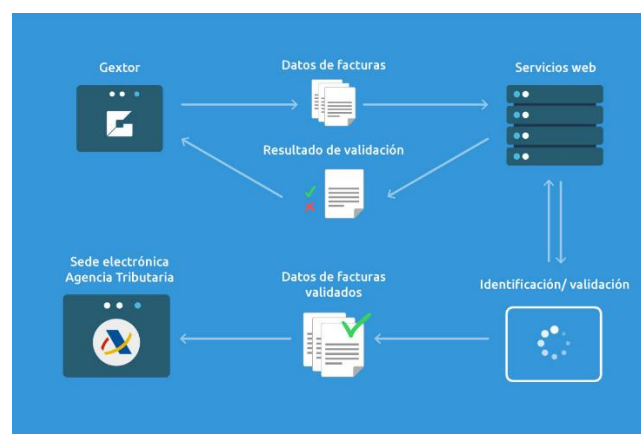 Gextor
Datos de facturas
Servicios web
Resultado de validación
Sede electrónica
Agencia Tributaria
Datos de facturas
validados
Identificación/ validación